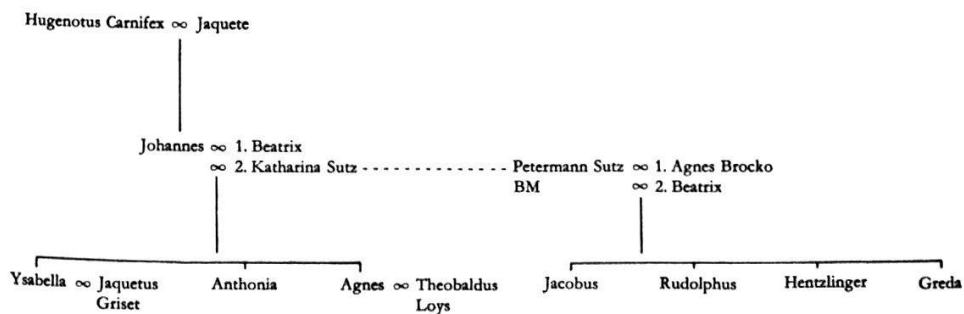 Hugenotus Carnifex ∞ Jaquete
Johannes ∞ 1. Beatrix
∞ 2. Katharina Sutz - - - - - - - - - - - - - Petermann Sutz ∞ 1. Agnes Brocko
BM ∞ 2. Beatrix
Ysabella ∞ Jaquetus Anthonia Agnes ∞ Theobaldus Jacobus Rudolphus Hentzlinger Greda
Griset Loys